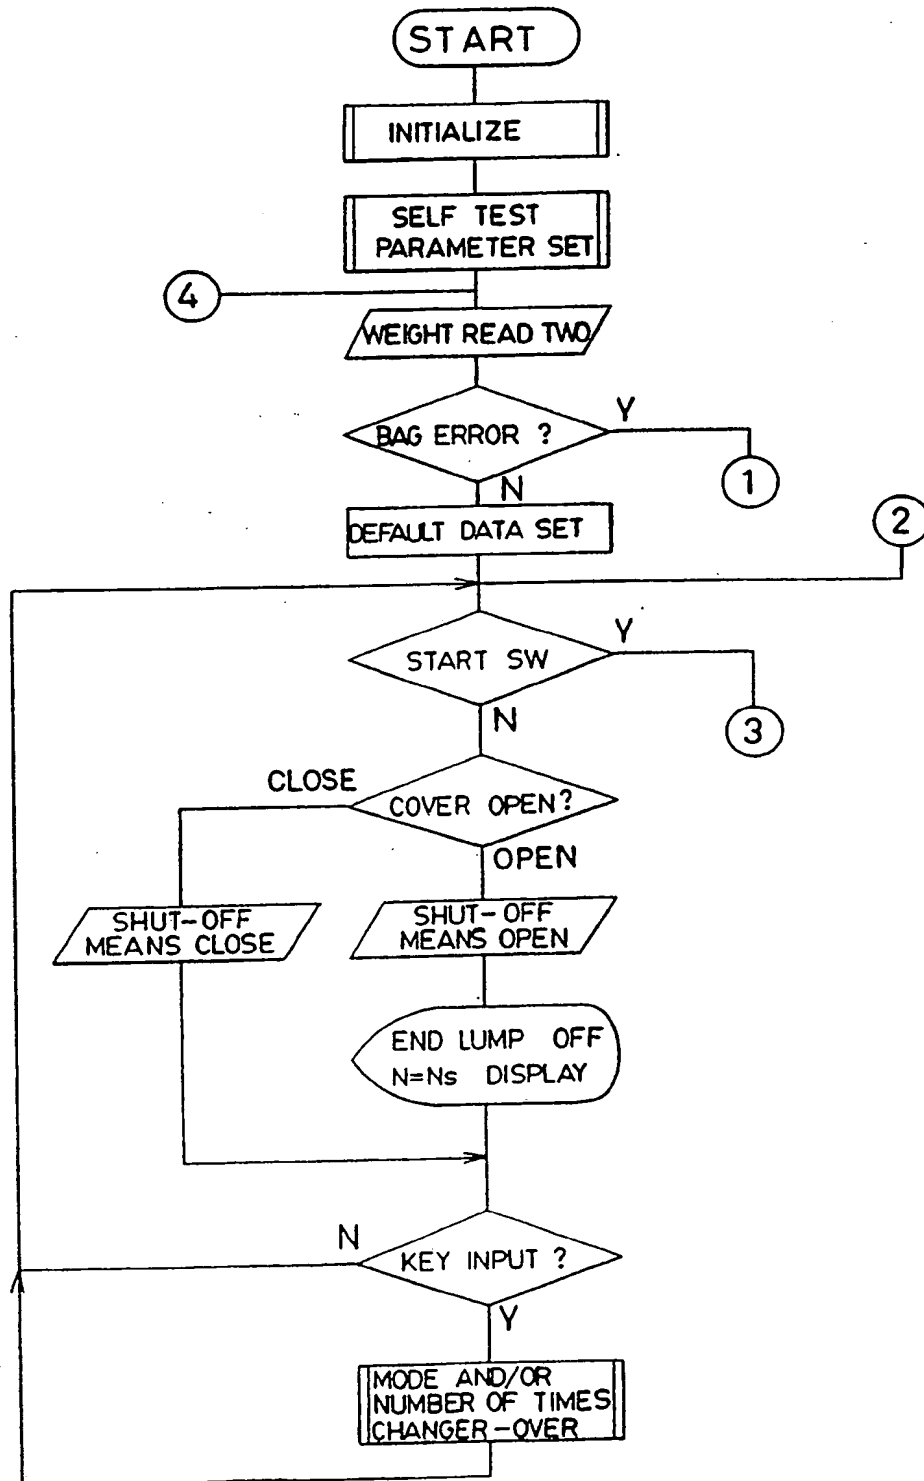 START
INITIALIZE
SELF TEST
PARAMETER SET
4
WEIGHT READ TWO
BAG ERROR ?
Y
1
N
DEFAULT DATA SET
2
START SW
Y
3
N
CLOSE
COVER OPEN?
OPEN
SHUT-OFF
MEANS CLOSE
SHUT-OFF
MEANS OPEN
END LUMP OFF
N=Ns DISPLAY
N
KEY INPUT ?
Y
MODE AND/OR
NUMBER OF TIMES
CHANGER-OVER